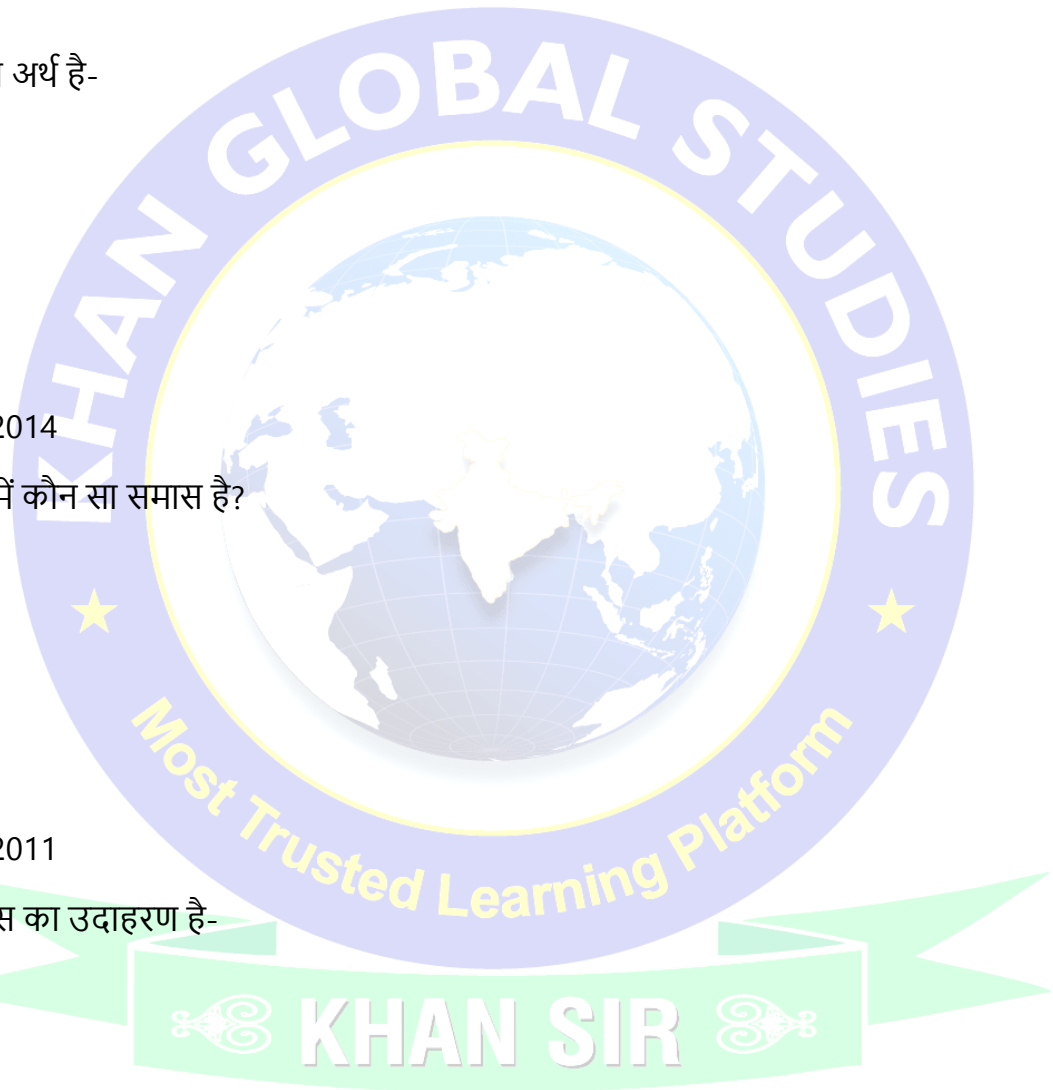 अर्थ है-
KHAN GLOBAL STUDIES
2014
में कौन सा समास है?
2011
का उदाहरण है-
Most Trusted Learning Platform
KHAN SIR